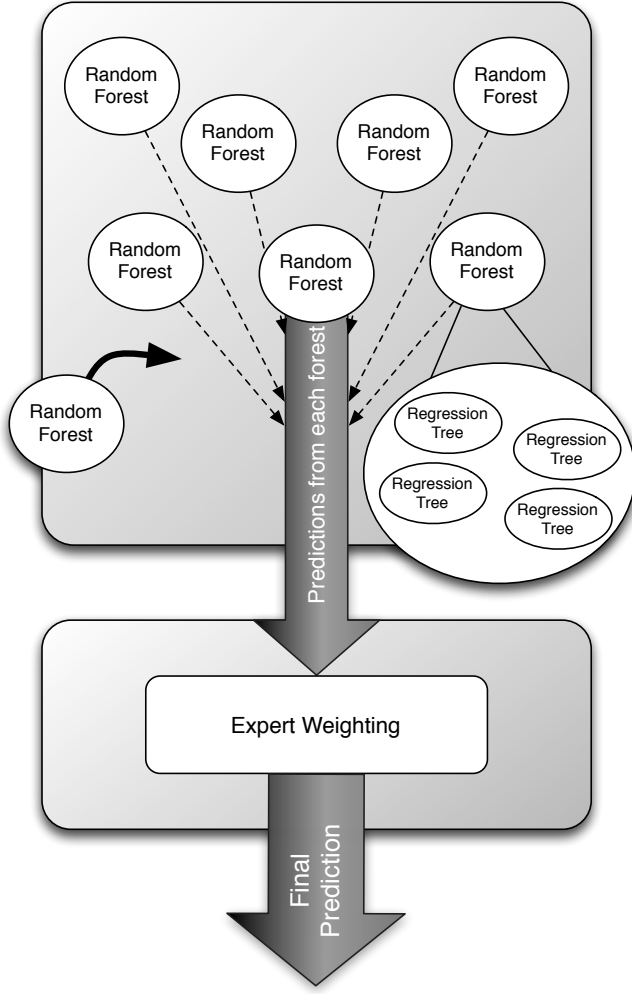 Random
Forest
Random
Forest
Random
Forest
Random
Forest
Random
Forest
Random
Forest
Random
Forest
Random
Forest
Predictions from each forest
Regression
Tree
Regression
Tree
Regression
Tree
Regression
Tree
Expert Weighting
Final
Prediction